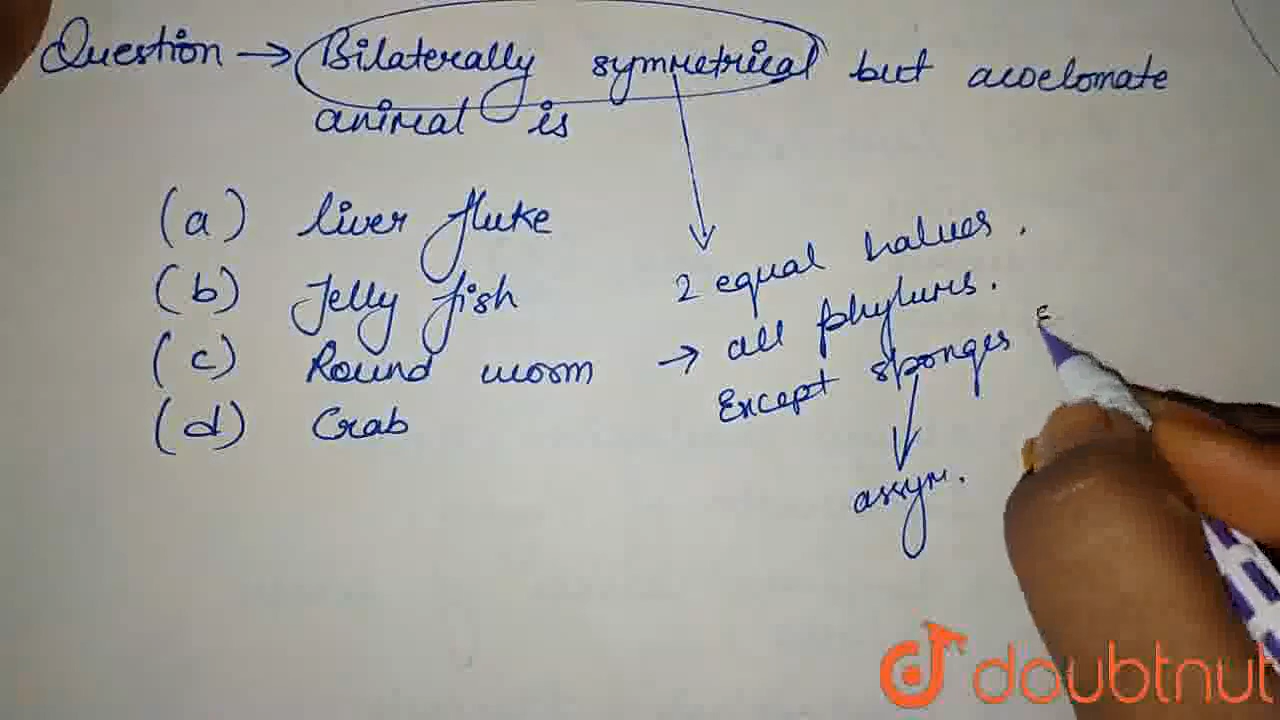 Question → Bilaterally symmetrical but acoelomate
animal is
(a) liver fluke
(b) Jelly fish
(c) Round worm
(d) Crab
2 equal halves.
→ all phylums.
Except sponges &
assym.
doubtnut